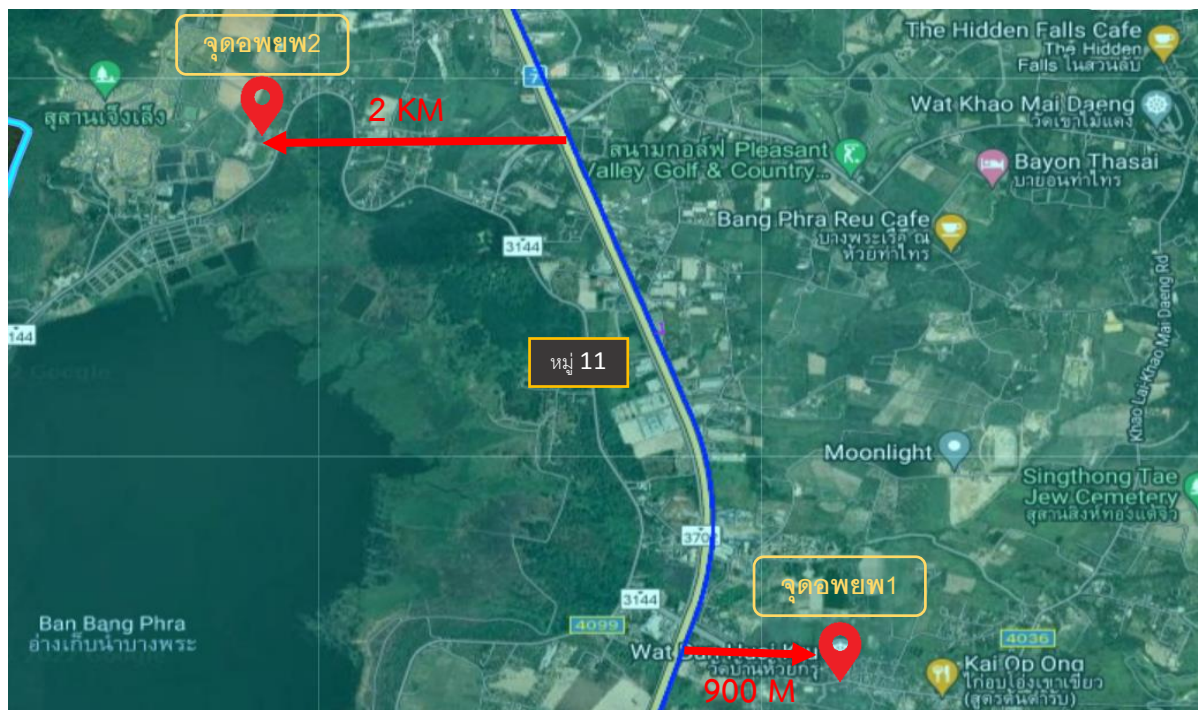 จุดอพยพ2
2 KM
สุสานเจ็งเล้ง
7
The Hidden Falls Cafe
The Hidden
Falls ในสวนลับ
Wat Khao Mai Daeng
วัดเขาไม้แดง
สนามกอล์ฟ Pleasant
Valley Golf & Country...
Bayon Thasai
บายอนท่าไทร
Bang Phra Reu Cafe
บางพระเรึ ณ
ห้วยท่าไทร
3144
144
Google
หมู่ 11
Khao Lai-Khao Mai Daeng Rd
Moonlight
Singthong Tae
Jew Cemetery
สุสานสิงห์ทองแต้จิ๋ว
3702
จุดอพยพ1
3144
4099
4036
Ban Bang Phra
อ่างเก็บน้ำบางพระ
Wat Ban Huai Kru
วัดบ้านห้วยกรุ
900 M
Kai Op Ong
ไก่อบโอ่งเขาเขียว
(สูตรต้นตำรับ)